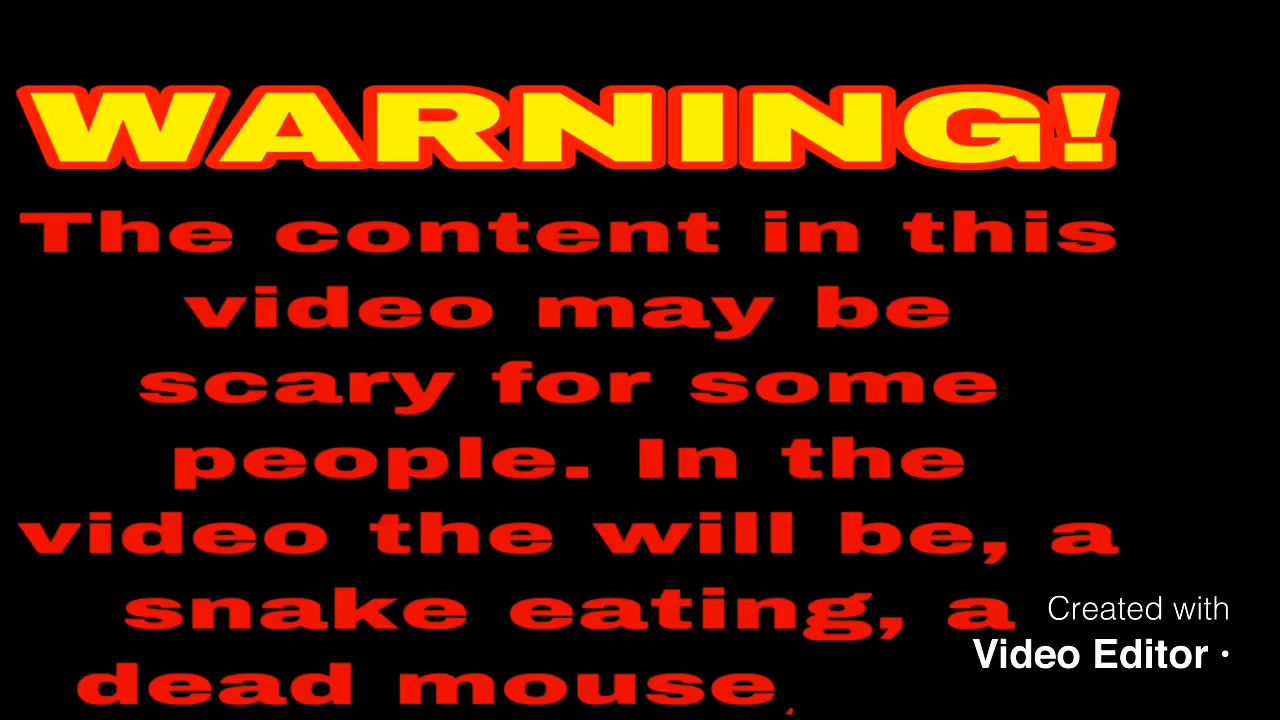 WARNING!
The content in this
video may be
scary for some
people. In the
video the will be, a
snake eating, a
dead mouse,
Created with
Video Editor ·